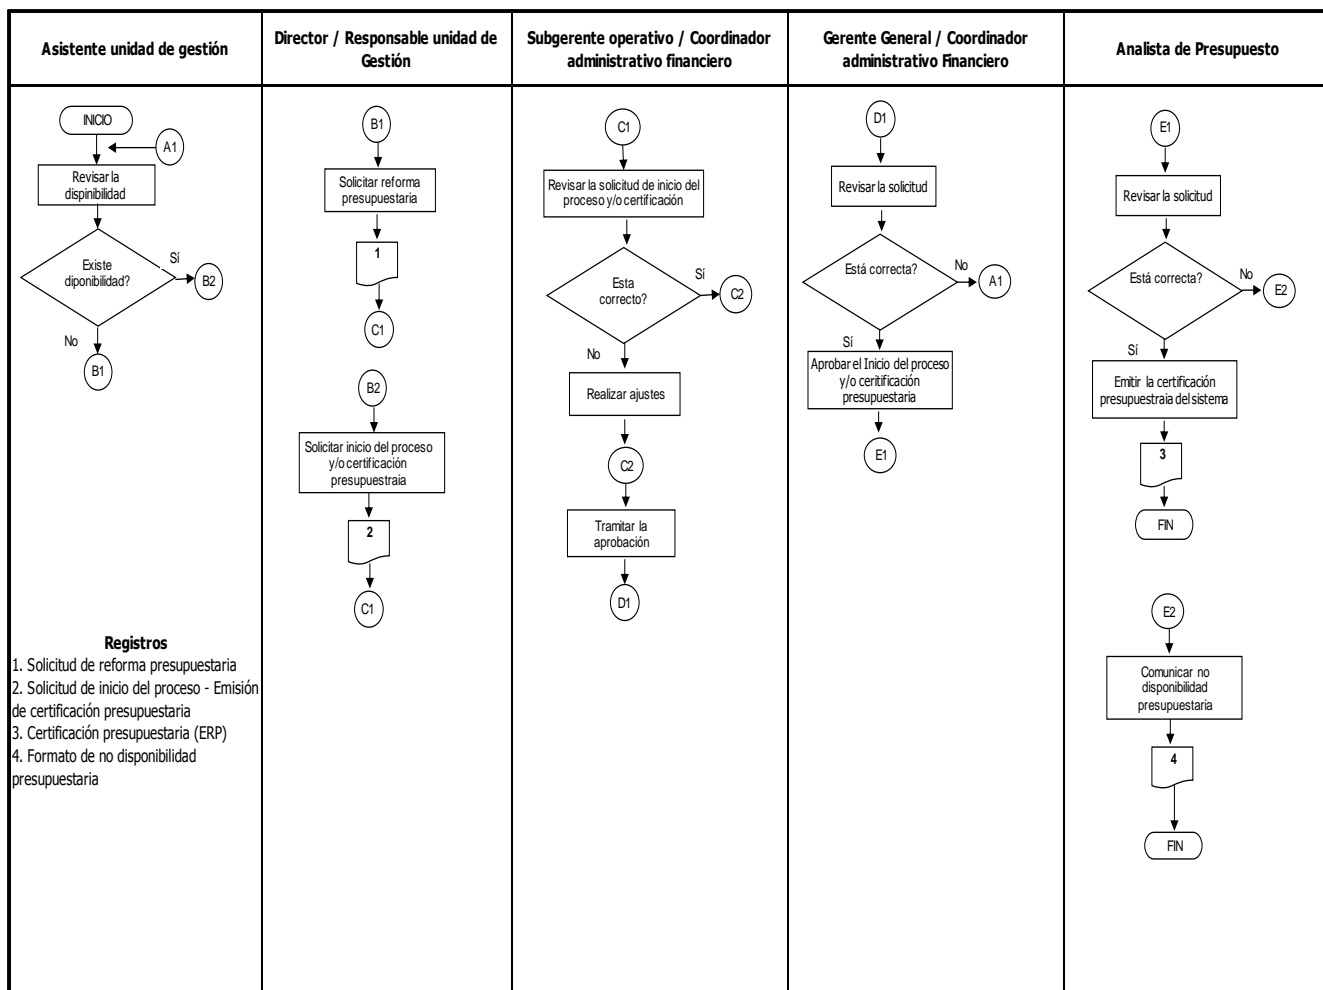 Asistente unidad de gestión
Director / Responsable unidad de
Gestión
Subgerente operativo / Coordinador
administrativo financiero
Gerente General / Coordinador
administrativo Financiero
Analista de Presupuesto
INICIO
A1
Revisar la
dispinibilidad
Existe
diponibilidad?
Sí
B2
No
B1
Registros
1. Solicitud de reforma presupuestaria
2. Solicitud de inicio del proceso - Emisión
de certificación presupuestaria
3. Certificación presupuestaria (ERP)
4. Formato de no disponibilidad
presupuestaria
B1
Solicitar reforma
presupuestaria
1
C1
B2
Solicitar inicio del proceso
y/o certificación
presupuestraia
2
C1
C1
Revisar la solicitud de inicio del
proceso y/o certificación
Esta
correcto?
Sí
C2
No
Realizar ajustes
C2
Tramitar la
aprobación
D1
D1
Revisar la solicitud
Está correcta?
No
A1
Sí
Aprobar el Inicio del proceso
y/o ceritificación
presupuestaria
E1
E1
Revisar la solicitud
Está correcta?
No
E2
Sí
Emitir la certificación
presupuestraia del sistema
3
FIN
E2
Comunicar no
disponibilidad
presupuestaria
4
FIN